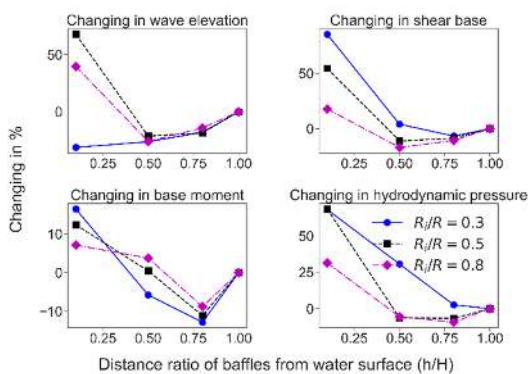 Changing in wave elevation
Changing in shear base
50
0
0.25 0.50 0.75 1.00
50
0
0.25 0.50 0.75 1.00
Changing in %
Changing in base moment
Changing in hydrodynamic pressure
10
0
−10
0.25 0.50 0.75 1.00
50
25
0
0.25 0.50 0.75 1.00
Ri/R = 0.3
Ri/R = 0.5
Ri/R = 0.8
Distance ratio of baffles from water surface (h/H)